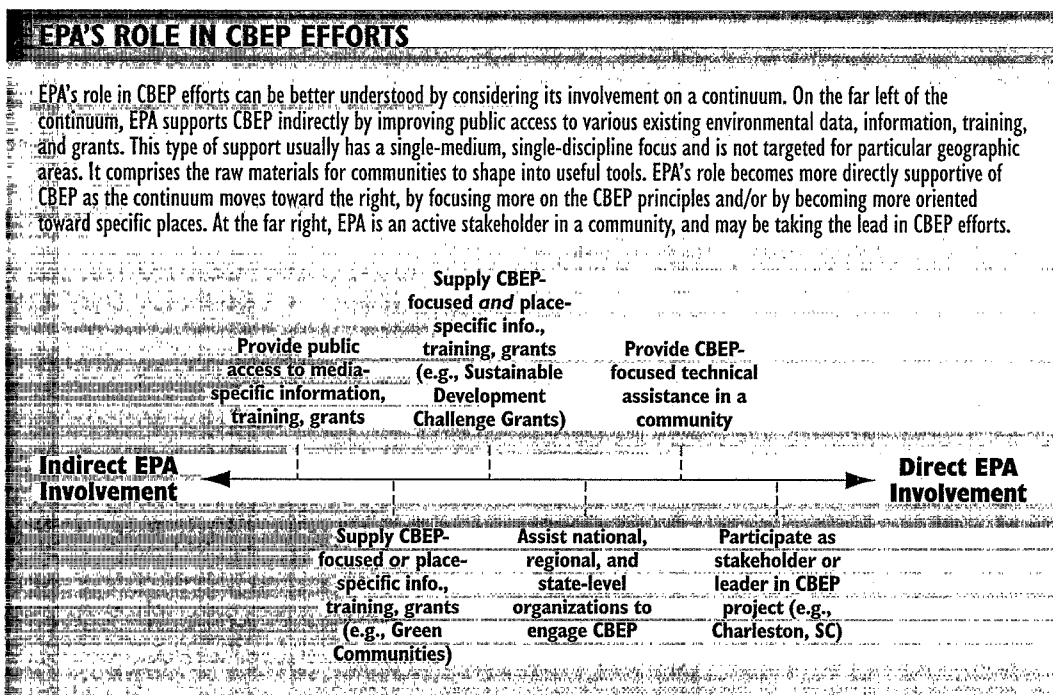 EPA'S ROLE IN CBEP EFFORTS
EPA's role in CBEP efforts can be better understood by considering its involvement on a continuum. On the far left of the
continuum, EPA supports CBEP indirectly by improving public access to various existing environmental data, information, training,
and grants. This type of support usually has a single-medium, single-discipline focus and is not targeted for particular geographic
areas. It comprises the raw materials for communities to shape into useful tools. EPA's role becomes more directly supportive of
CBEP as the continuum moves toward the right, by focusing more on the CBEP principles and/or by becoming more oriented
toward specific places. At the far right, EPA is an active stakeholder in a community, and may be taking the lead in CBEP efforts.
Provide public
access to media-
specific information,
training, grants
Supply CBEP-
focused and place-
specific info.,
training, grants
(e.g., Sustainable
Development
Challenge Grants)
Provide CBEP-
focused technical
assistance in a
community
Indirect EPA
Involvement
Direct EPA
Involvement
Supply CBEP-
focused or place-
specific info.,
training, grants
(e.g., Green
Communities)
Assist national,
regional, and
state-level
organizations to
engage CBEP
Participate as
stakeholder or
leader in CBEP
project (e.g.,
Charleston, SC)